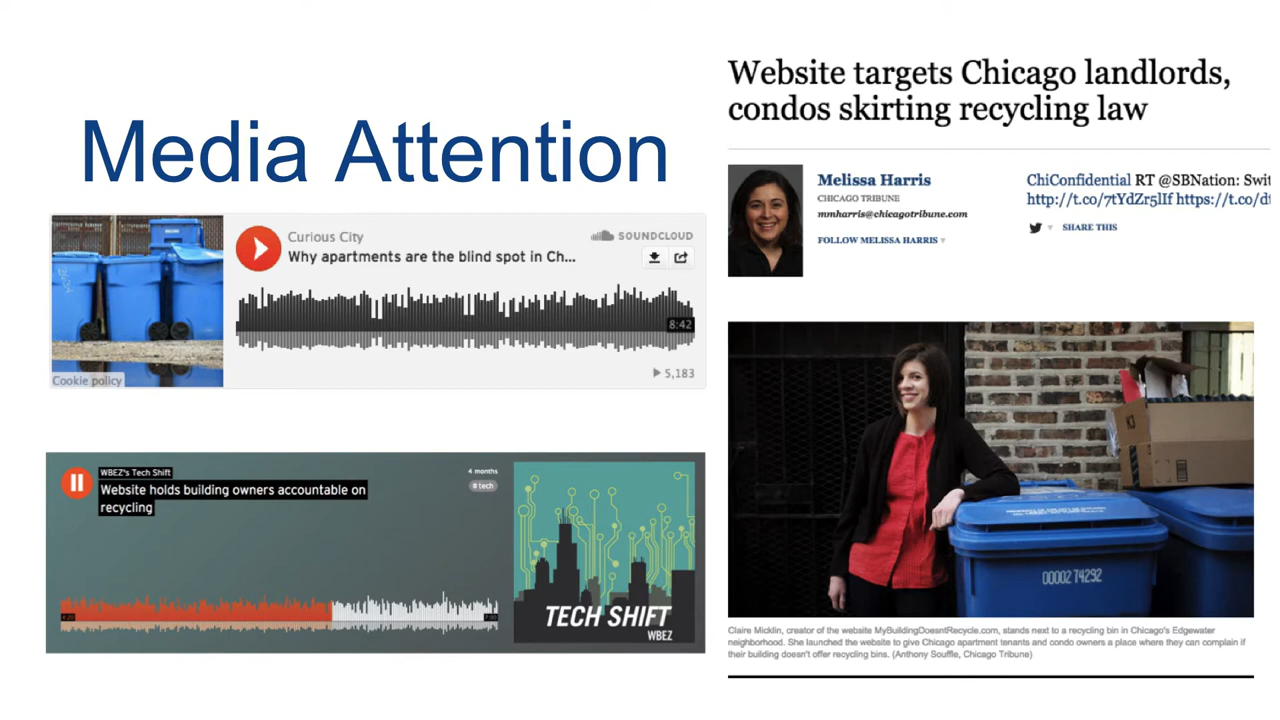 Media Attention
Curious City
SOUNDCLOUD
Why apartments are the blind spot in Ch...
8:42
5,183
Cookie policy
WBEZ's Tech Shift
4 months
Website holds building owners accountable on
# tech
recycling
TECH SHIFT
WBEZ
Website targets Chicago landlords,
condos skirting recycling law
Melissa Harris
CHICAGO TRIBUNE
mmharris@chicagotribune.com
FOLLOW MELISSA HARRIS
ChiConfidential RT @SBNation: Swit
http://t.co/7tYdZr5lIf https://t.co/df
SHARE THIS
00002 74292
Claire Micklin, creator of the website MyBuildingDoesntRecycle.com, stands next to a recycling bin in Chicago's Edgewater
neighborhood. She launched the website to give Chicago apartment tenants and condo owners a place where they can complain if
their building doesn't offer recycling bins. (Anthony Souffle, Chicago Tribune)